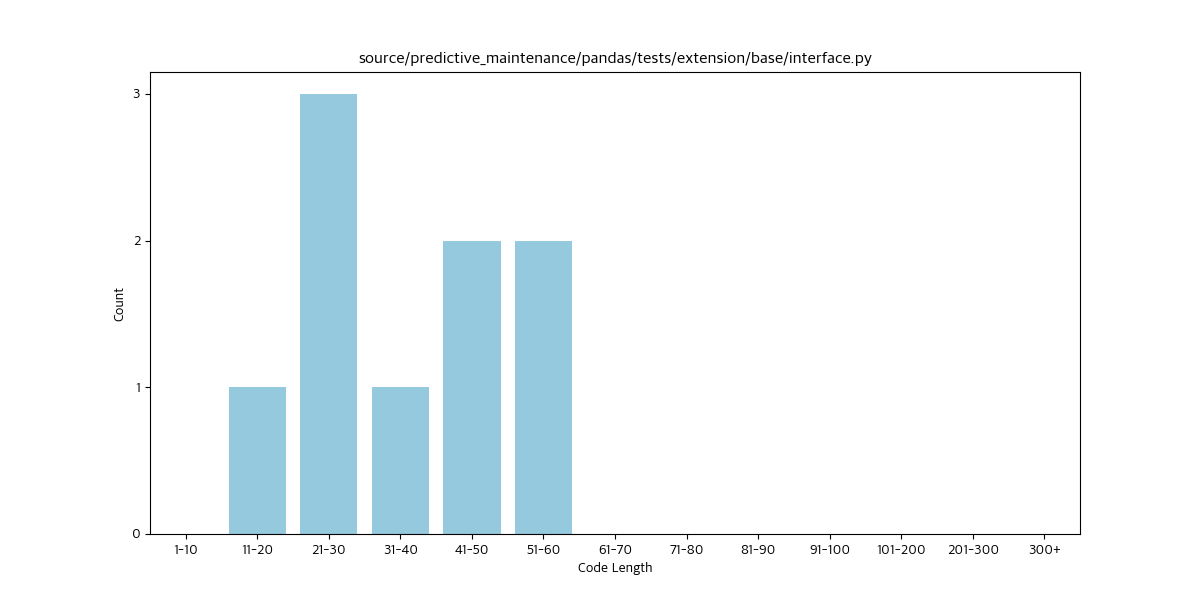 source/predictive_maintenance/pandas/tests/extension/base/interface.py
3
2
1
0
Count
1-10 11-20 21-30 31-40 41-50 51-60 61-70 71-80 81-90 91-100 101-200 201-300 300+
Code Length